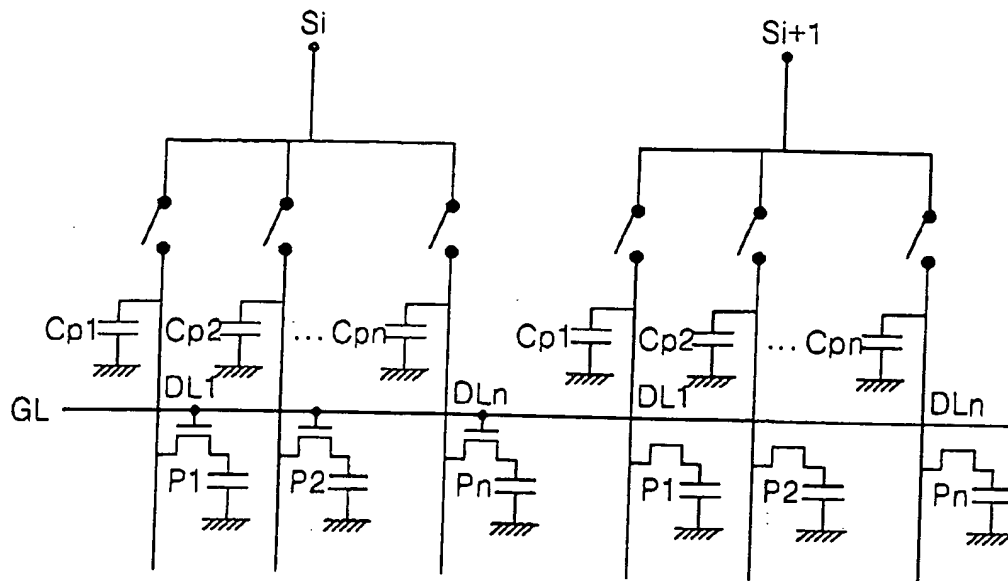 Si Si+1
Cp1 Cp2 ... Cpn Cp1 Cp2 ... Cpn
DL1 DLn DL1 DLn
GL
P1 P2 Pn P1 P2 Pn